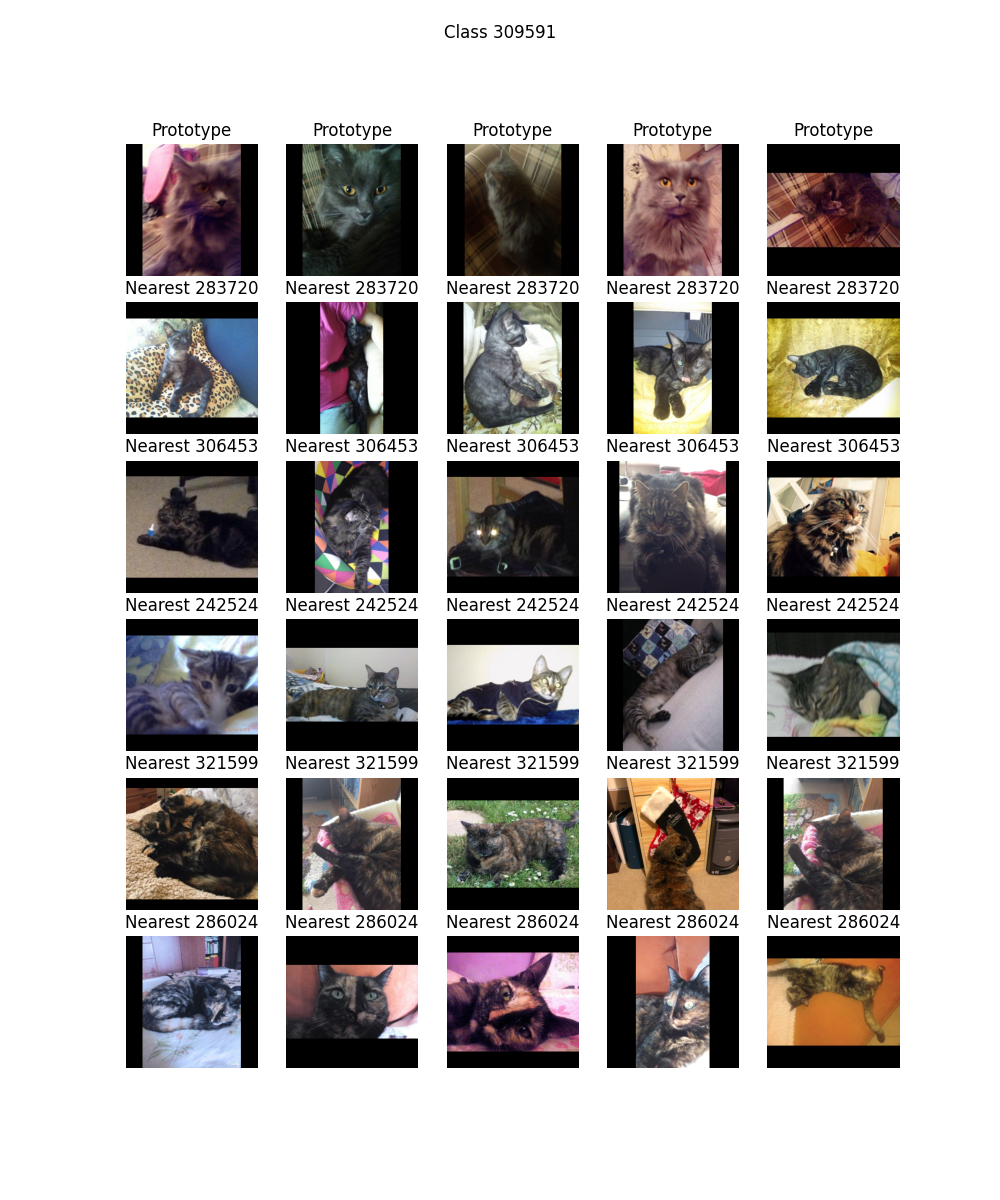 Class 309591
Prototype Prototype Prototype Prototype Prototype
Nearest 283720 Nearest 283720 Nearest 283720 Nearest 283720 Nearest 283720
Nearest 306453 Nearest 306453 Nearest 306453 Nearest 306453 Nearest 306453
Nearest 242524 Nearest 242524 Nearest 242524 Nearest 242524 Nearest 242524
Nearest 321599 Nearest 321599 Nearest 321599 Nearest 321599 Nearest 321599
Nearest 286024 Nearest 286024 Nearest 286024 Nearest 286024 Nearest 286024